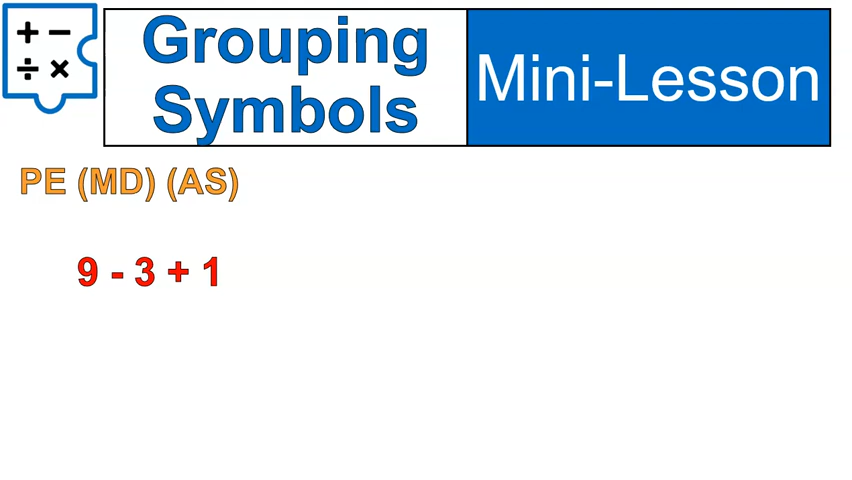 + −
÷ ×
Grouping
Symbols
Mini-Lesson
PE (MD) (AS)
9 - 3 + 1